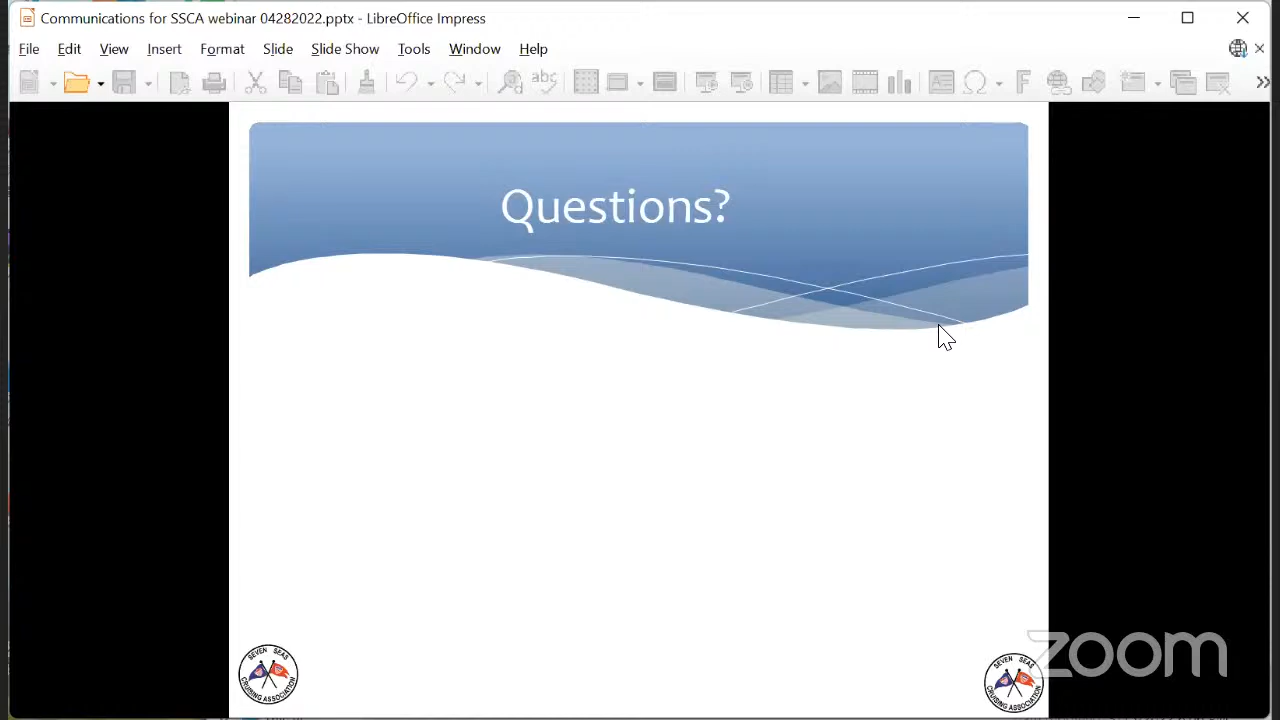 Communications for SSCA webinar 04282022.pptx - LibreOffice Impress
File Edit View Insert Format Slide Slide Show Tools Window Help
abc
Questions?
SEVEN SEAS
CRUISING ASSOCIATION
SEVEN SEAS
CRUISING ASSOCIATION
zoom